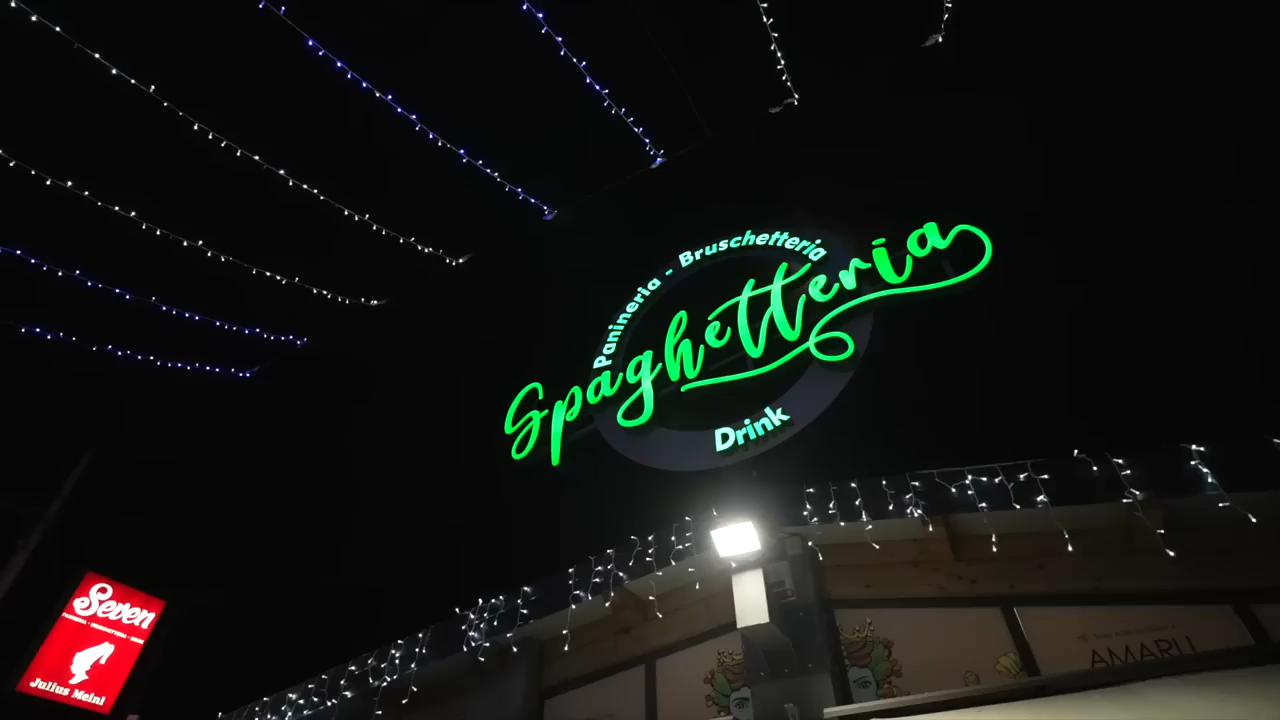 Panineria - Bruschetteria
Spaghetteria
Drink
Seven
Julius Meinl
AMARU